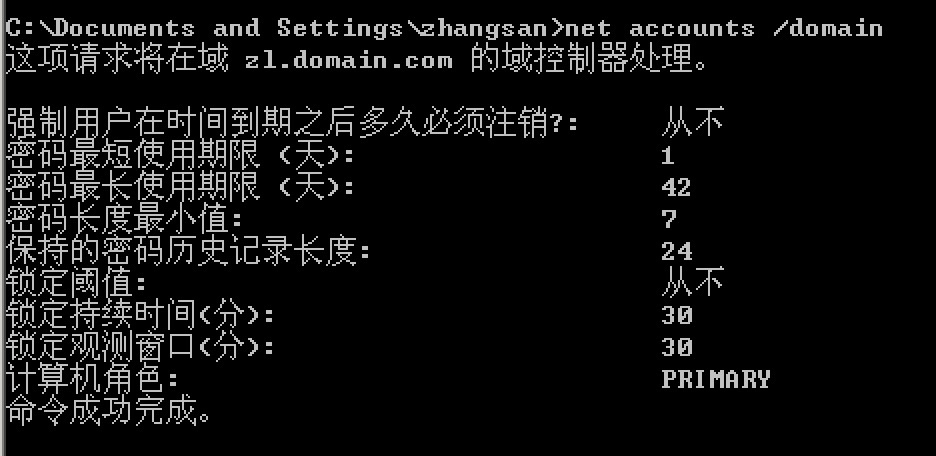 C:\Documents and Settings\zhangsan>net accounts /domain
这项请求将在域 zl.domain.com 的域控制器处理。
强制用户在时间到期之后多久必须注销?: 从不
密码最短使用期限 (天): 1
密码最长使用期限 (天): 42
密码长度最小值: 7
保持的密码历史记录长度: 24
锁定阈值: 从不
锁定持续时间(分): 30
锁定观测窗口(分): 30
计算机角色: PRIMARY
命令成功完成。